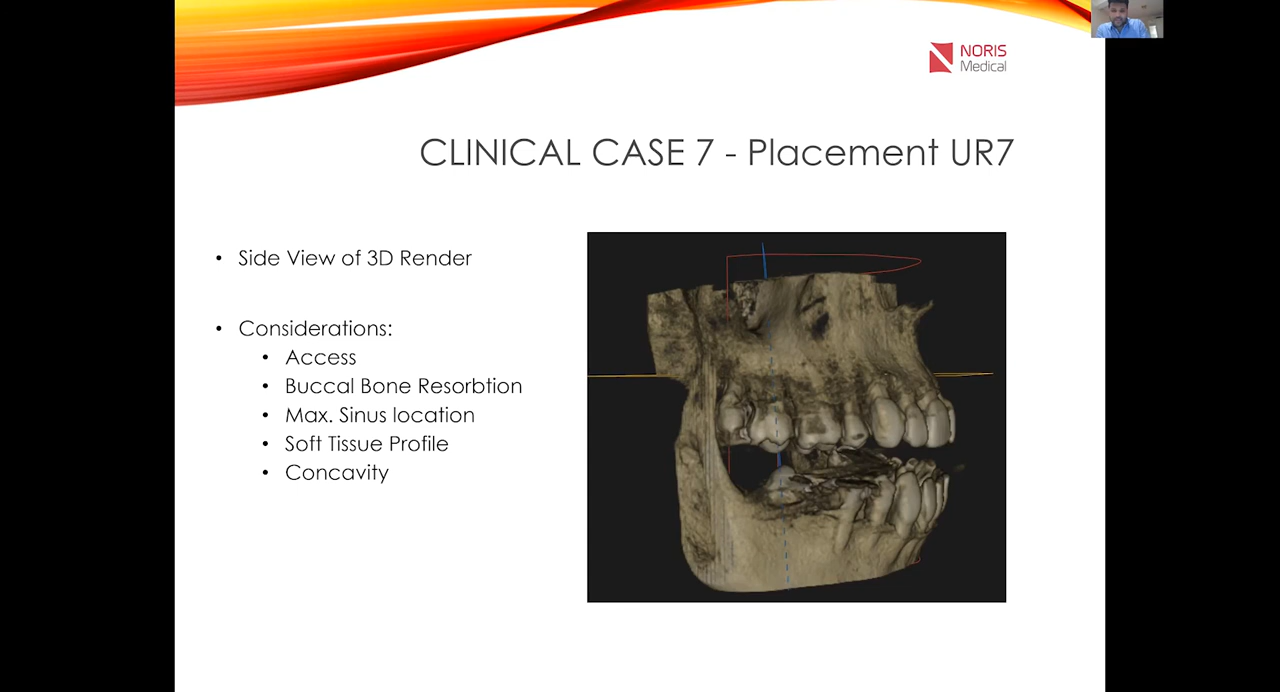 NORIS
Medical
CLINICAL CASE 7 - Placement UR7
• Side View of 3D Render
• Considerations:
• Access
• Buccal Bone Resorbtion
• Max. Sinus location
• Soft Tissue Profile
• Concavity